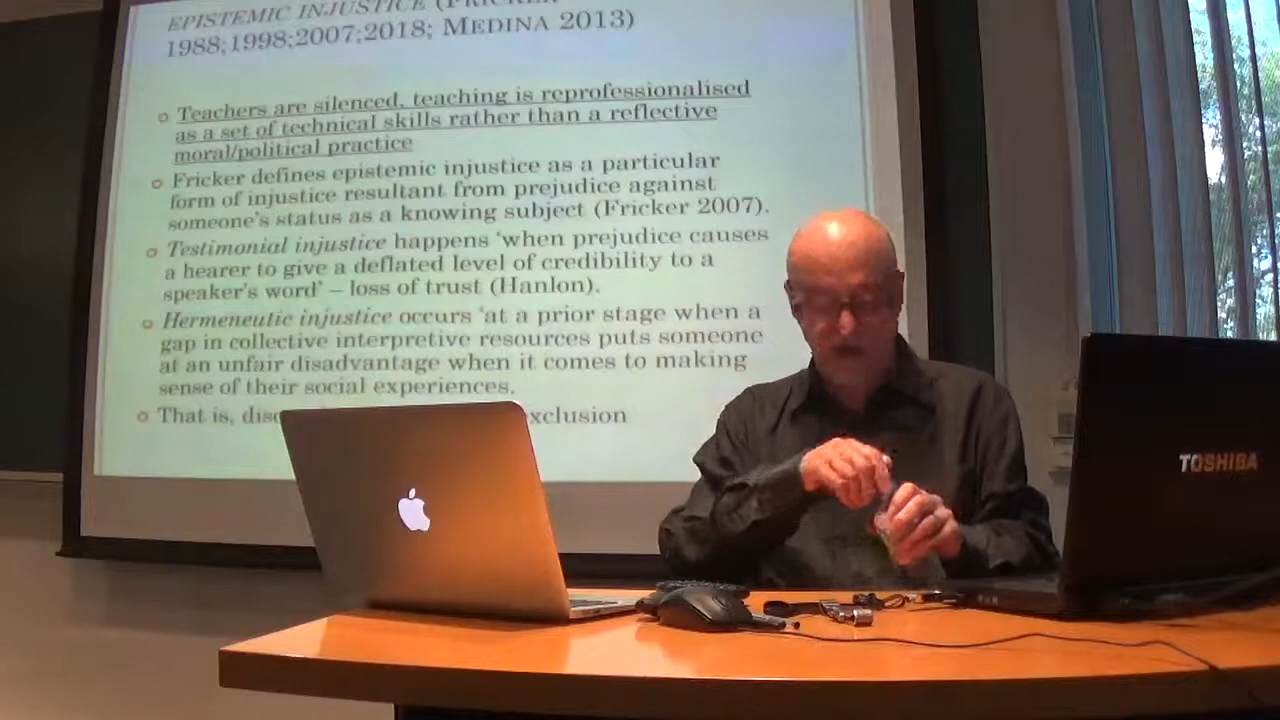 EPISTEMIC INJUSTICE (FRICKER
1988;1998;2007;2018; MEDINA 2013)
Teachers are silenced, teaching is reprofessionalised
as a set of technical skills rather than a reflective
moral/political practice
Fricker defines epistemic injustice as a particular
form of injustice resultant from prejudice against
someone's status as a knowing subject (Fricker 2007).
Testimonial injustice happens 'when prejudice causes
a hearer to give a deflated level of credibility to a
speaker's word' – loss of trust (Hanlon).
Hermeneutic injustice occurs 'at a prior stage when a
gap in collective interpretive resources puts someone
at an unfair disadvantage when it comes to making
sense of their social experiences.
That is, disc xclusion
TOSHIBA